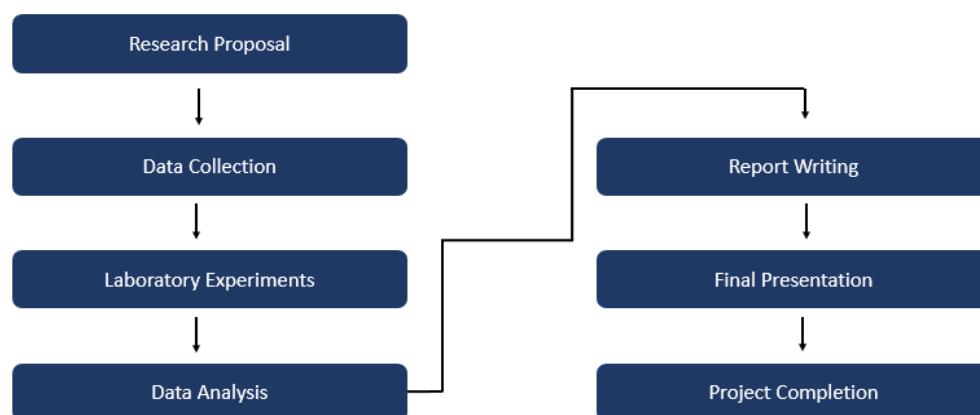 Research Proposal
Data Collection
Laboratory Experiments
Data Analysis
Report Writing
Final Presentation
Project Completion